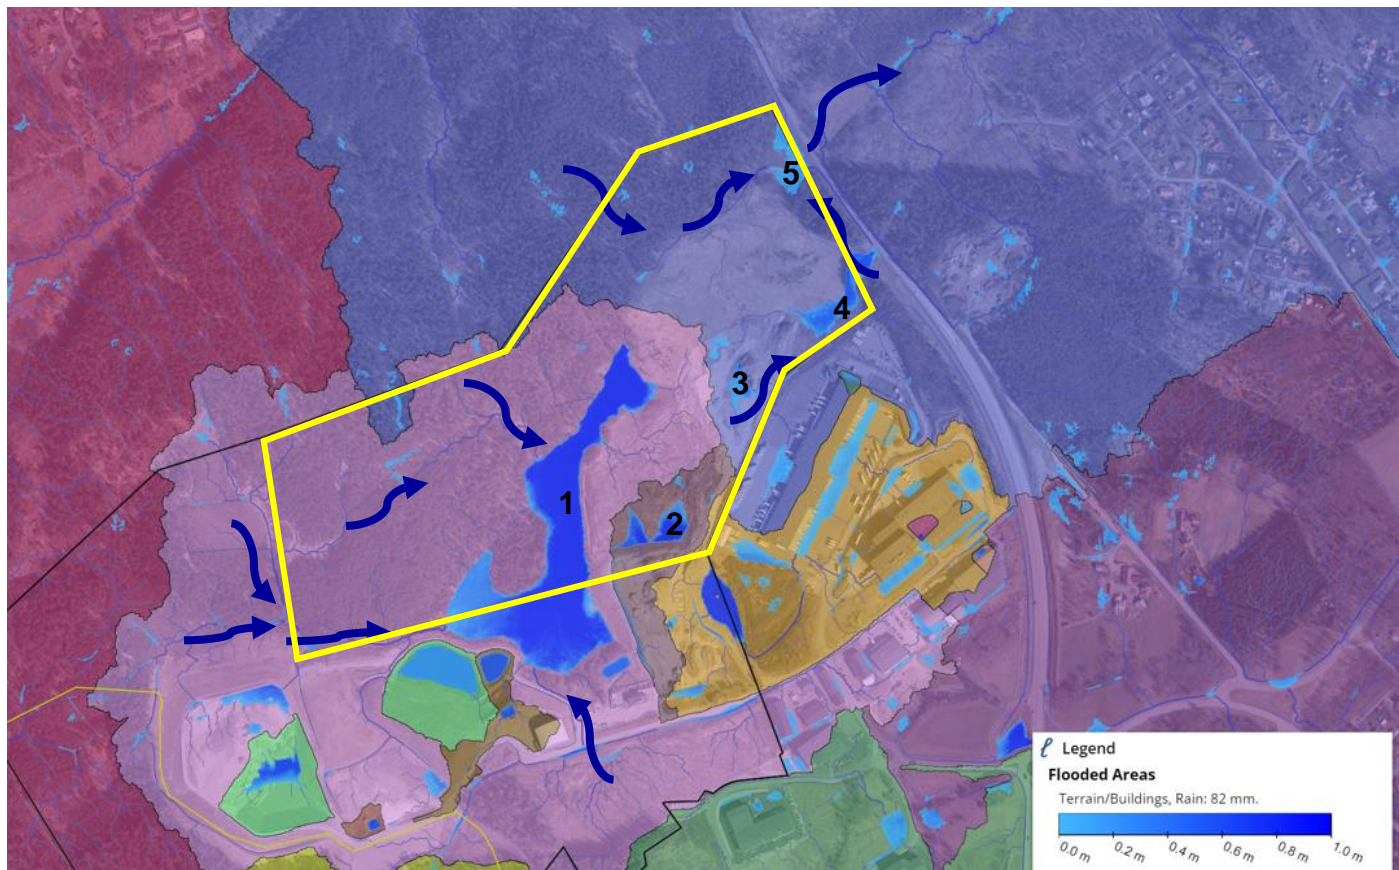 5
4
3
1
2
ℓ Legend
Flooded Areas
Terrain/Buildings, Rain: 82 mm.
0.0 m 0.2 m 0.4 m 0.6 m 0.8 m 1.0 m